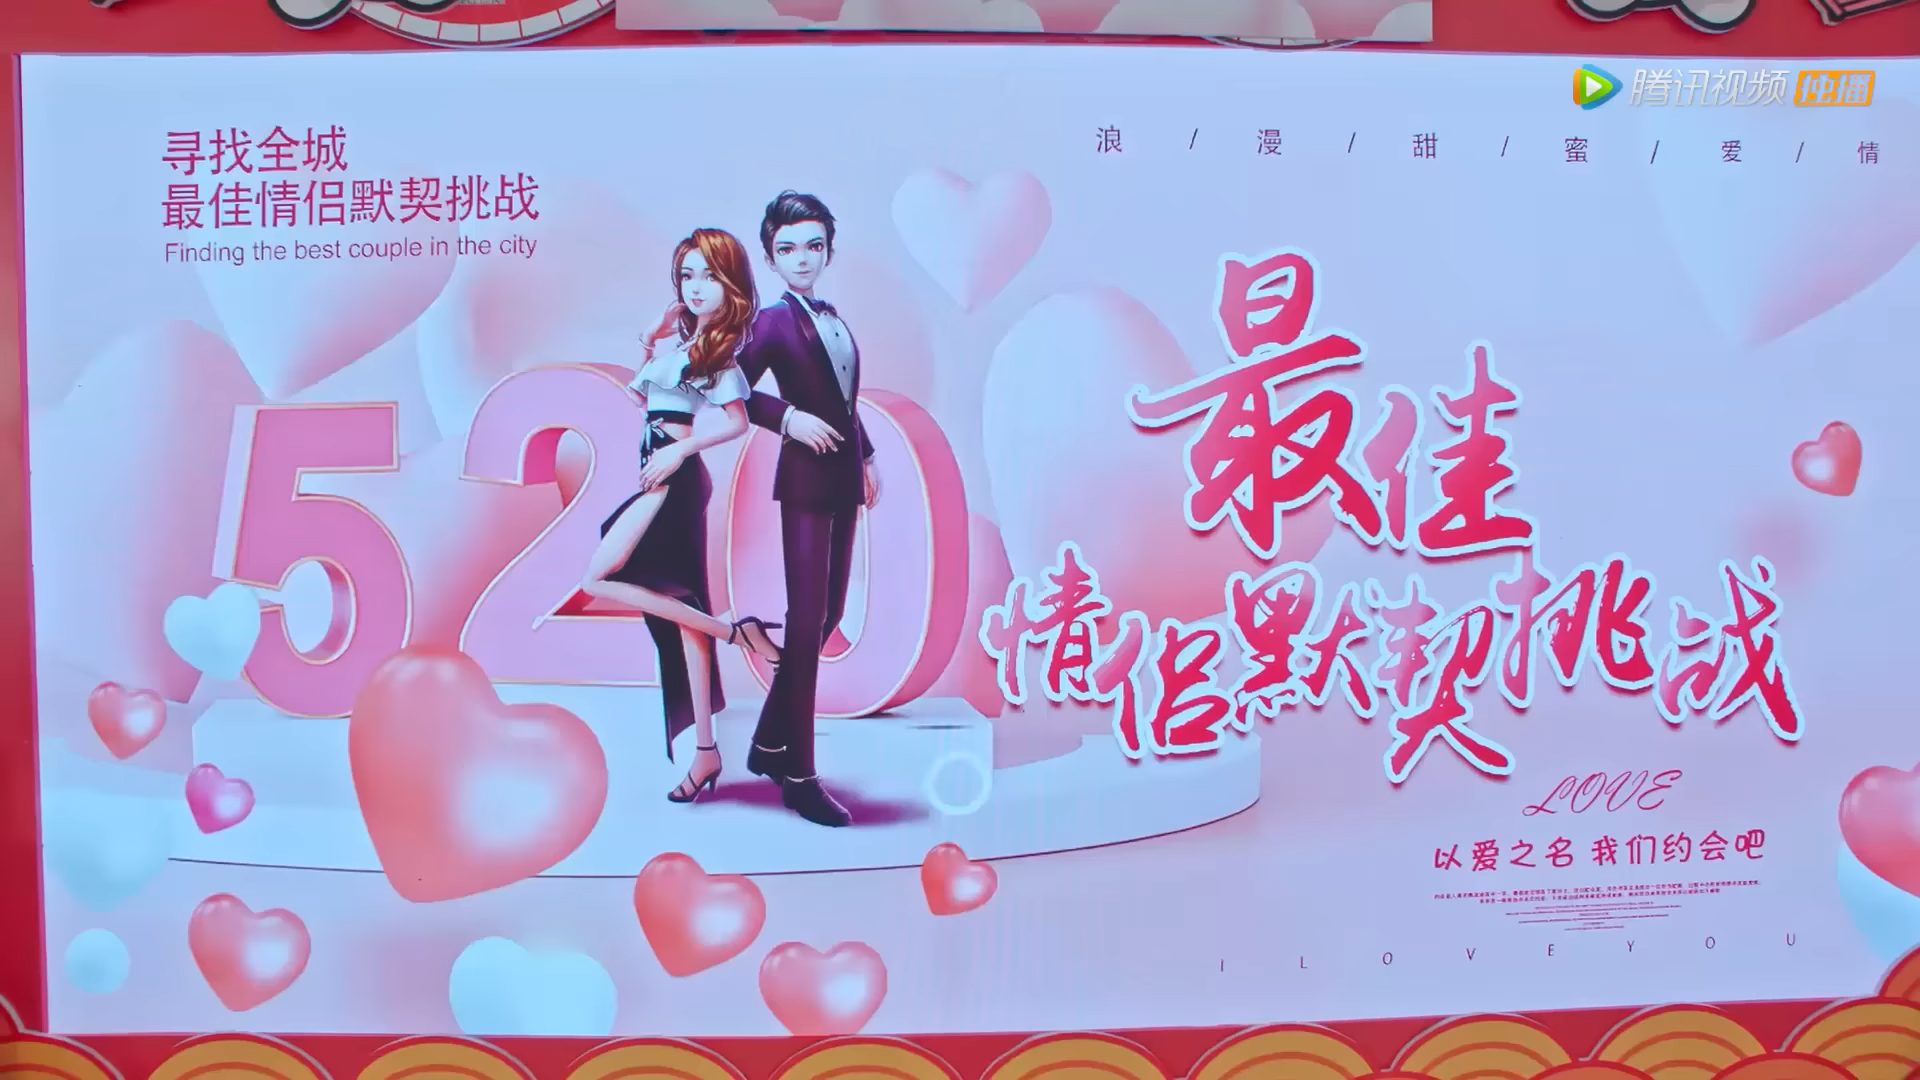 腾讯视频 独播
寻找全城
最佳情侣默契挑战
Finding the best couple in the city
浪 / 漫 / 甜 / 蜜 / 爱 / 情
520
最佳
情侣默契挑战
LOVE
以爱之名 我们约会吧
I L O V E Y O U